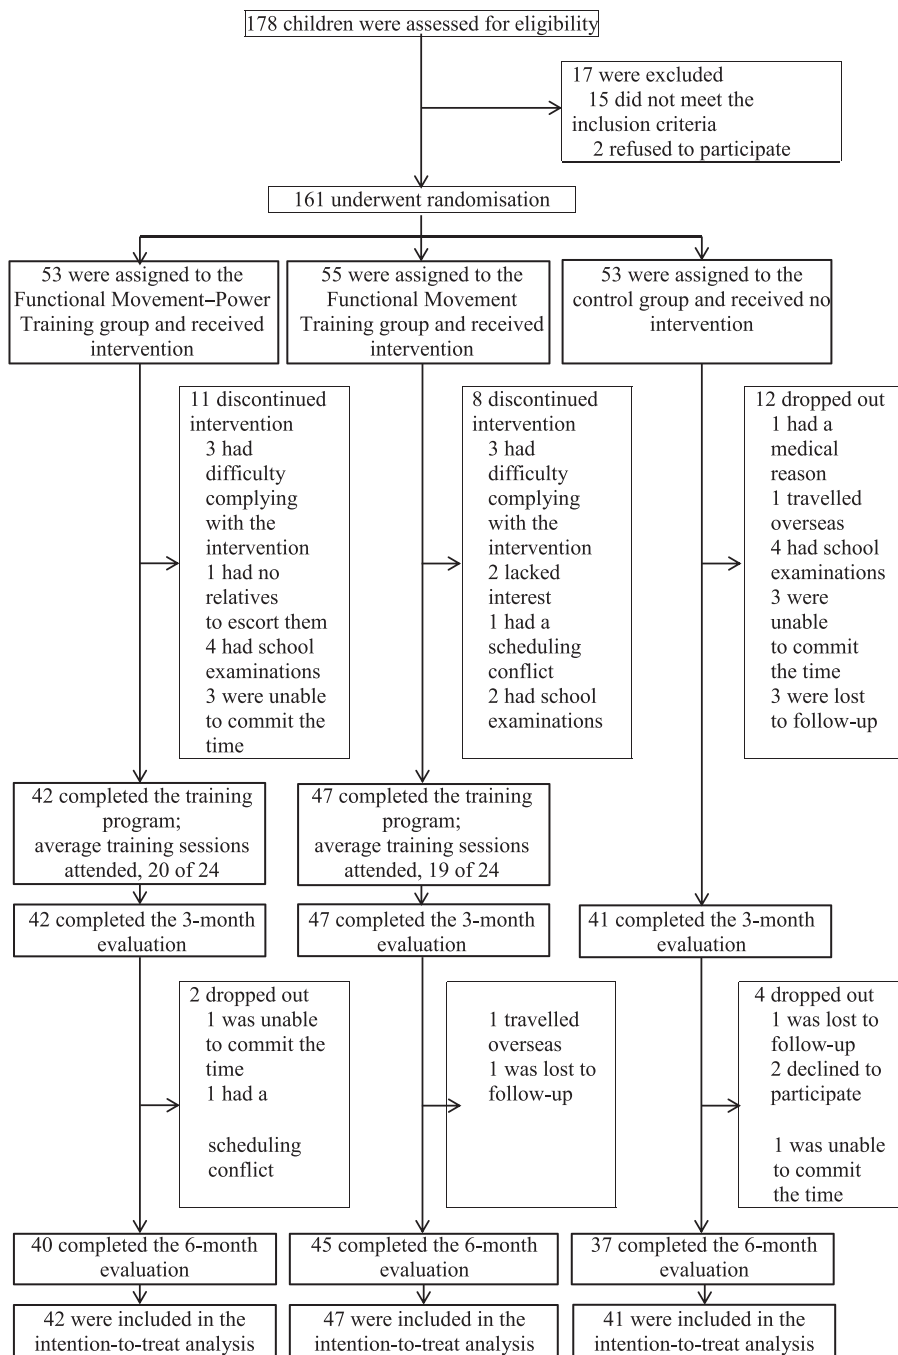 178 children were assessed for eligibility
17 were excluded
15 did not meet the
inclusion criteria
2 refused to participate
161 underwent randomisation
53 were assigned to the
Functional Movement–Power
Training group and received
intervention
55 were assigned to the
Functional Movement
Training group and received
intervention
53 were assigned to the
control group and received no
intervention
11 discontinued
intervention
3 had
difficulty
complying
with the
intervention
1 had no
relatives
to escort them
4 had school
examinations
3 were unable
to commit the
time
8 discontinued
intervention
3 had
difficulty
complying
with the
intervention
2 lacked
interest
1 had a
scheduling
conflict
2 had school
examinations
12 dropped out
1 had a
medical
reason
1 travelled
overseas
4 had school
examinations
3 were
unable
to commit
the time
3 were lost
to follow-up
42 completed the training
program;
average training sessions
attended, 20 of 24
47 completed the training
program;
average training sessions
attended, 19 of 24
42 completed the 3-month
evaluation
47 completed the 3-month
evaluation
41 completed the 3-month
evaluation
2 dropped out
1 was unable
to commit the
time
1 had a
scheduling
conflict
1 travelled
overseas
1 was lost to
follow-up
4 dropped out
1 was lost to
follow-up
2 declined to
participate
1 was unable
to commit
the time
40 completed the 6-month
evaluation
45 completed the 6-month
evaluation
37 completed the 6-month
evaluation
42 were included in the
intention-to-treat analysis
47 were included in the
intention-to-treat analysis
41 were included in the
intention-to-treat analysis